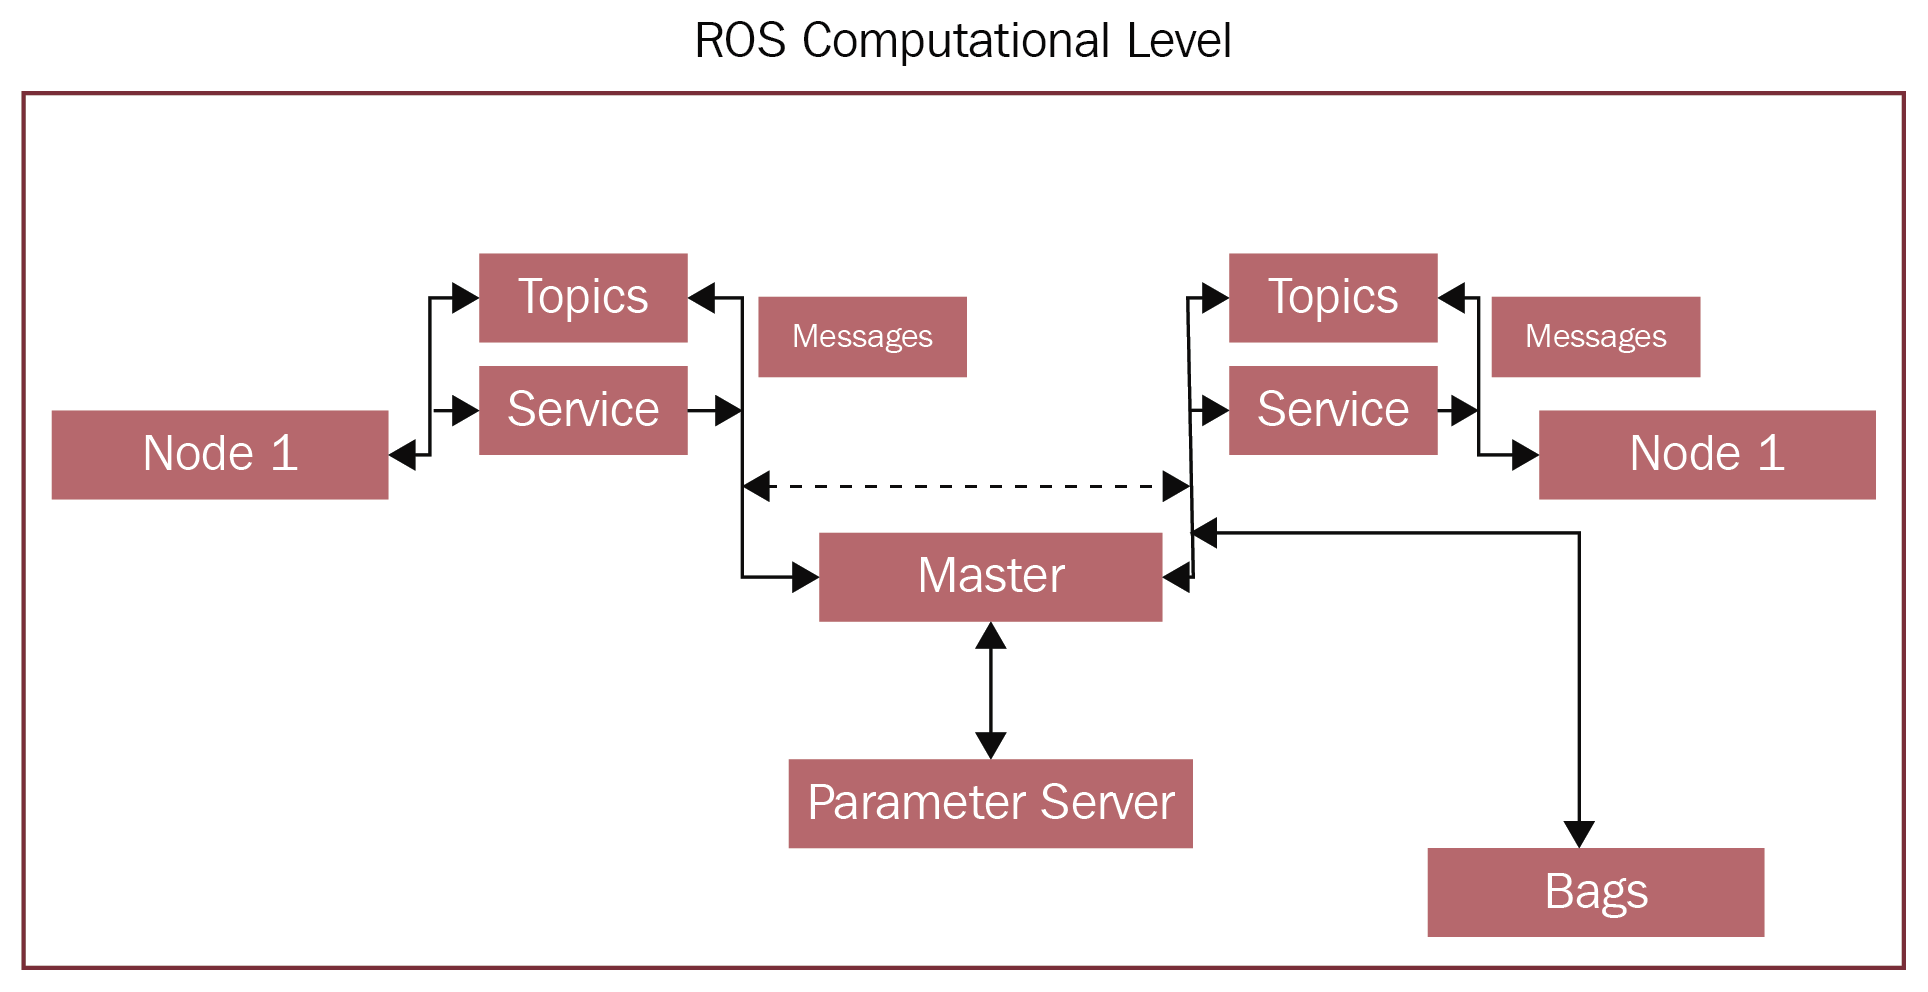 ROS Computational Level
Topics
Messages
Service
Node 1
Topics
Messages
Service
Node 1
Master
Parameter Server
Bags